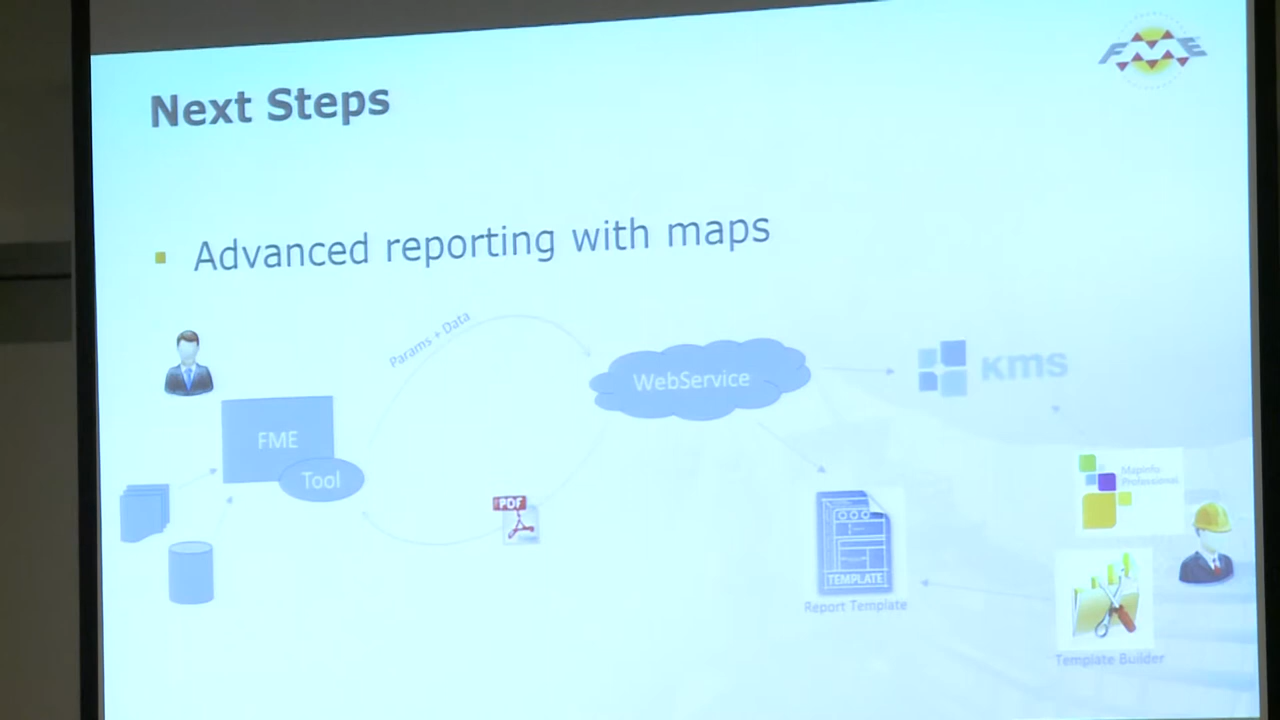 FME
Next Steps
Advanced reporting with maps
Params + Data
WebService
KMS
FME
Tool
MapInfo
Professional
PDF
TEMPLATE
Report Template
Template Builder